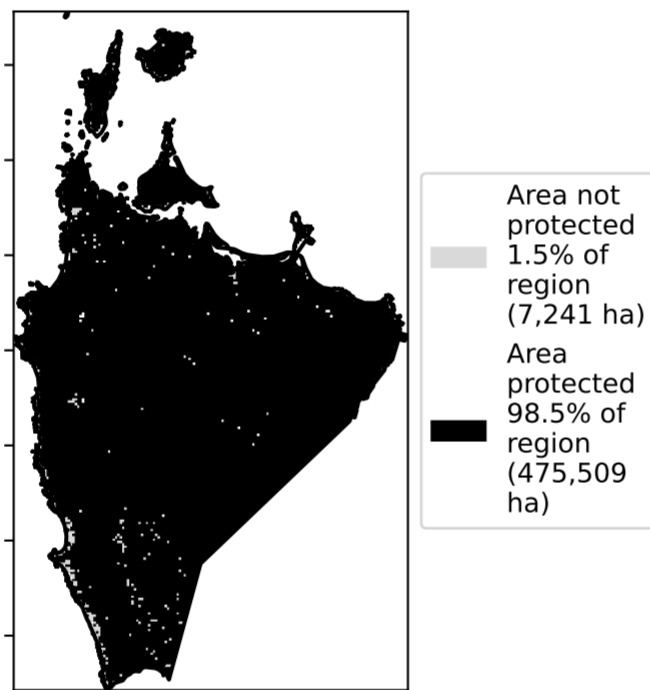 Area not
protected
1.5% of
region
(7,241 ha)
Area
protected
98.5% of
region
(475,509
ha)